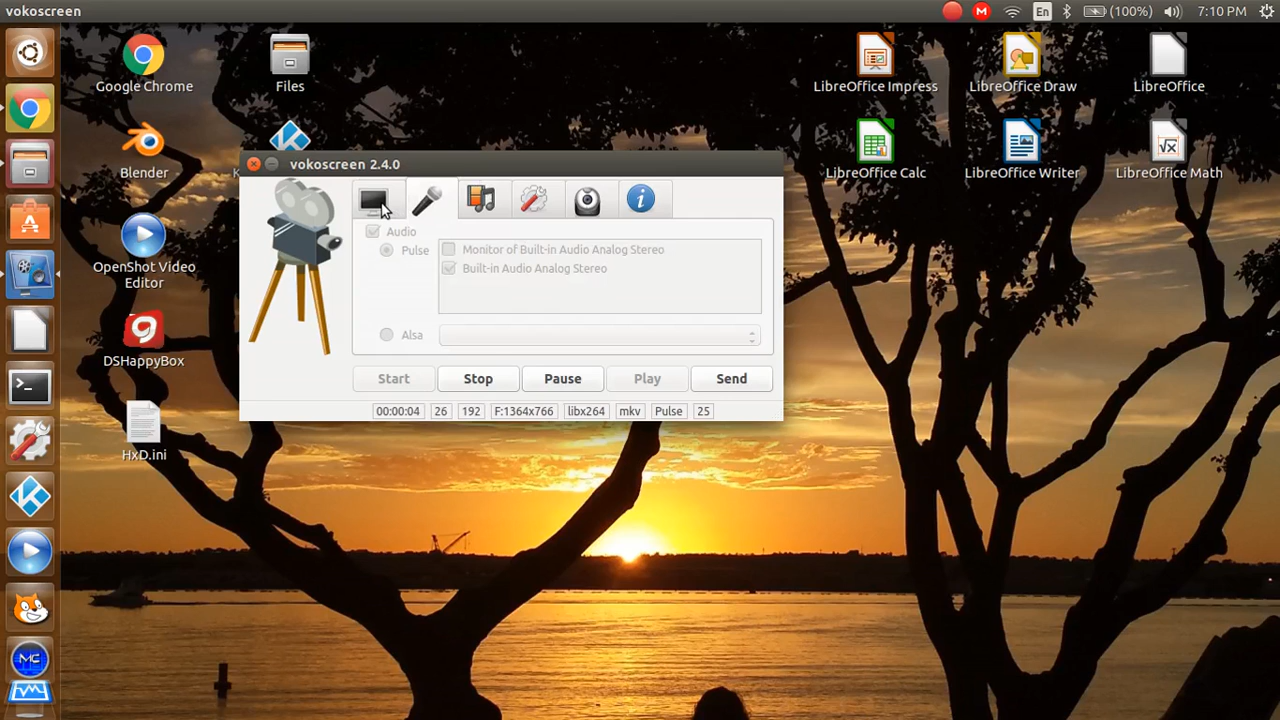 vokoscreen
M
En
(100%)
7:10 PM
Google Chrome
Files
LibreOffice Impress
LibreOffice Draw
LibreOffice
Blender
K
LibreOffice Calc
LibreOffice Writer
LibreOffice Math
vokoscreen 2.4.0
i
Audio
Pulse
Monitor of Built-in Audio Analog Stereo
Built-in Audio Analog Stereo
Alsa
Start
Stop
Pause
Play
Send
00:00:04
26
192
F:1364x766
libx264
mkv
Pulse
25
OpenShot Video
Editor
DSHappyBox
HxD.ini
MC